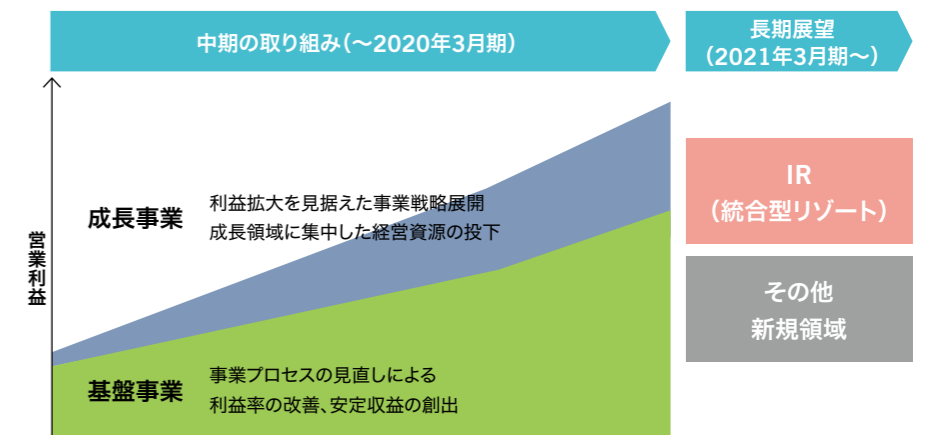 中期の取り組み（～2020年3月期）
長期展望
（2021年3月期～）
営業利益
成長事業
利益拡大を見据えた事業戦略展開
成長領域に集中した経営資源の投下
基盤事業
事業プロセスの見直しによる
利益率の改善、安定収益の創出
IR
（統合型リゾート）
その他
新規領域